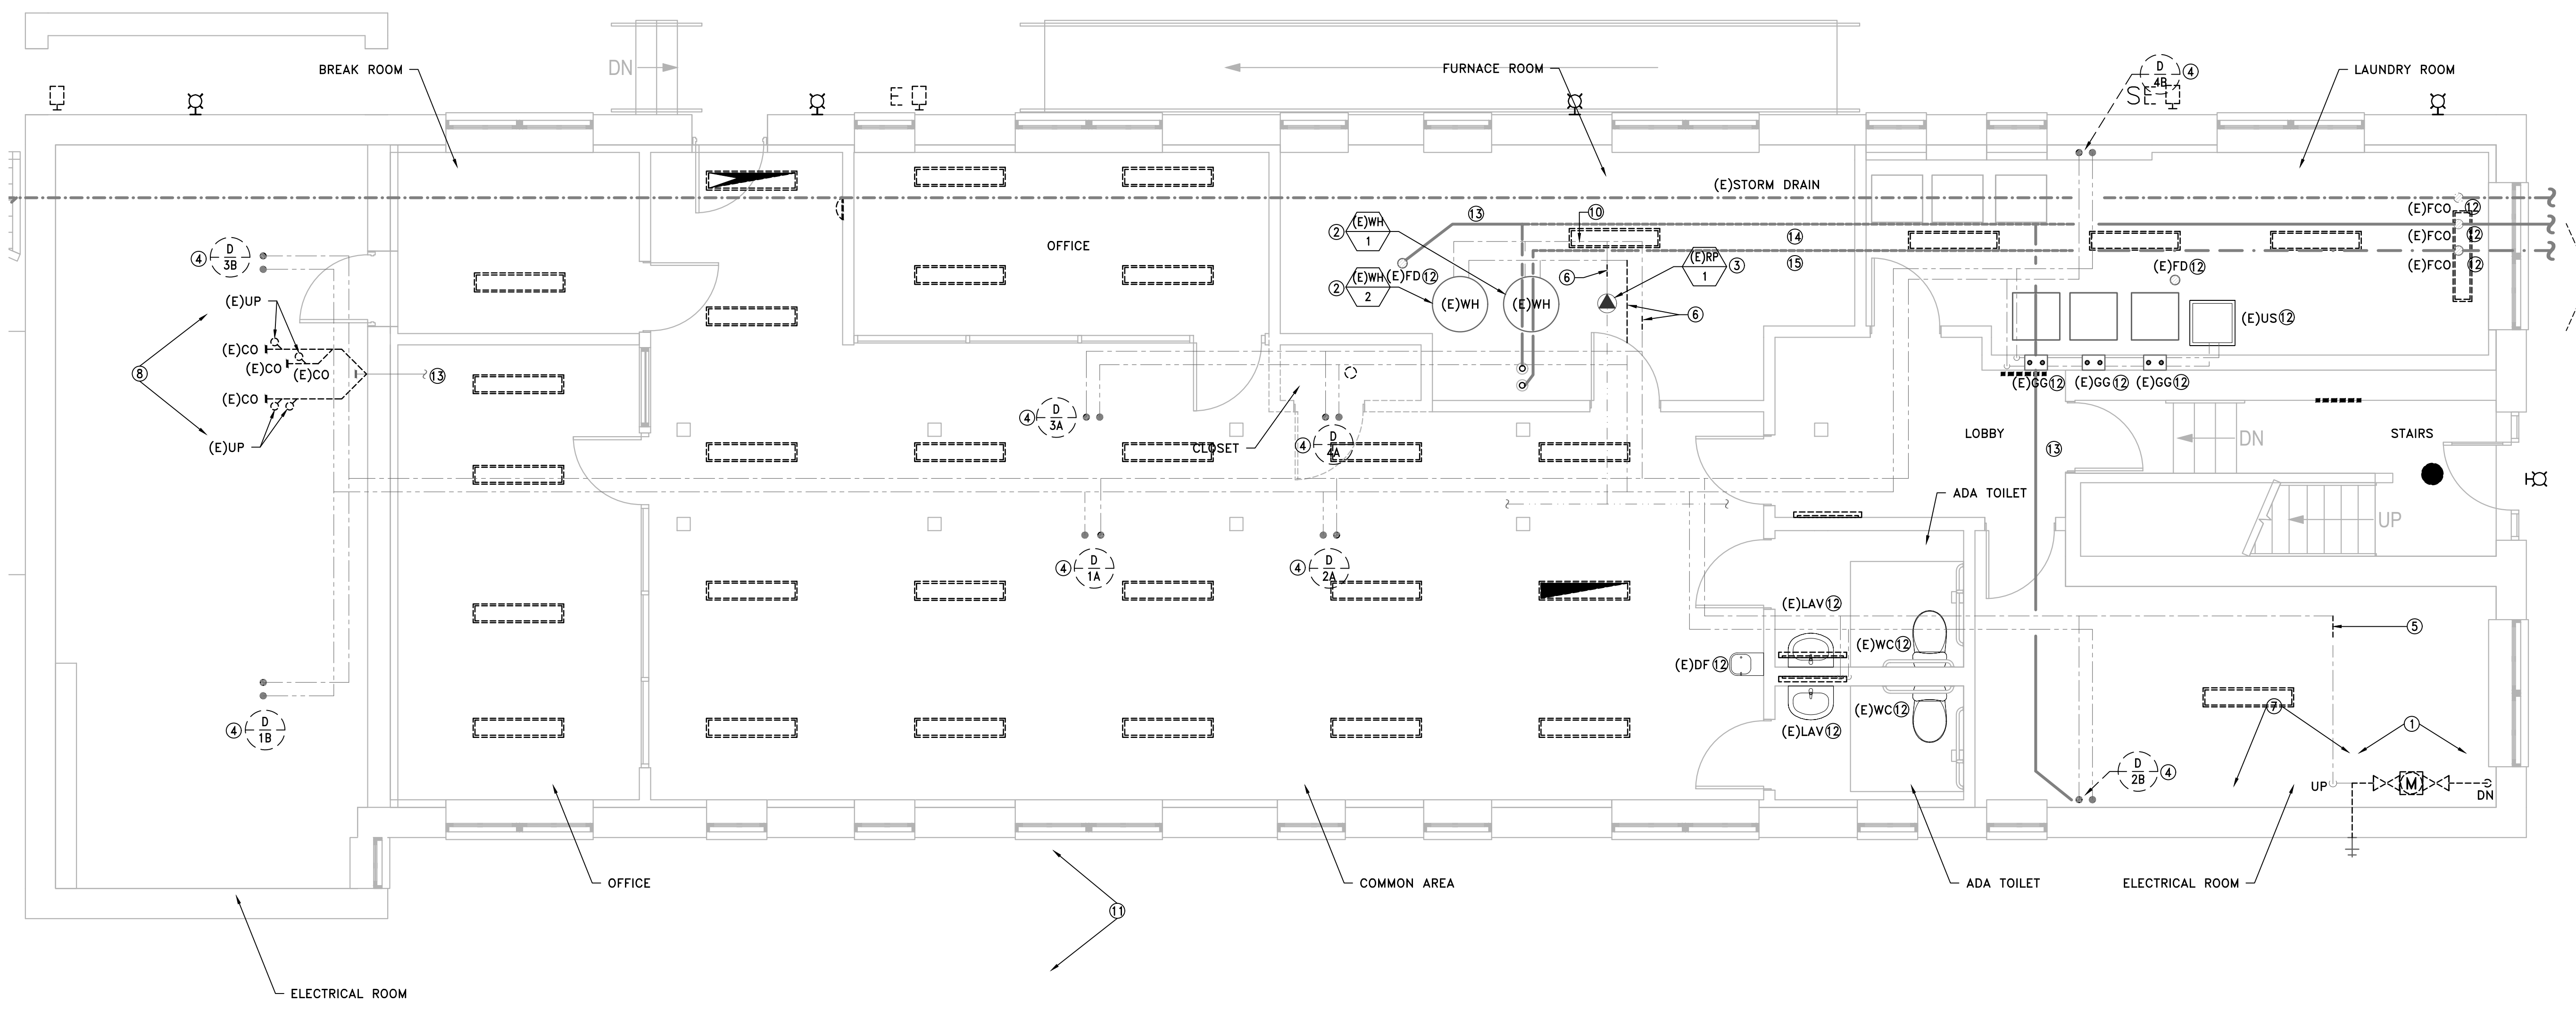 BREAK ROOM
DN
FURNACE ROOM
D
4B
4
LAUNDRY ROOM
E
SE
(E)STORM DRAIN
(E)FCO 12
(E)FCO 12
(E)FCO 12
2
(E)WH
1
13
10
14
15
OFFICE
4
D
3B
2
(E)WH
2
(E)FD 12
(E)WH
(E)WH
6
(E)RP
1
3
6
(E)FD 12
(E)US 12
(E)UP
(E)CO
(E)CO
(E)CO
(E)CO
(E)UP
8
13
(E)GG 12
(E)GG 12
(E)GG 12
4
D
3A
CLOSET
4
D
4A
LOBBY
13
DN
STAIRS
UP
ADA TOILET
4
D
1A
4
D
2A
(E)LAV 12
(E)WC 12
(E)DF 12
(E)WC 12
(E)LAV 12
5
4
D
1B
7
1
D
2B
4
UP
M
DN
OFFICE
COMMON AREA
ADA TOILET
ELECTRICAL ROOM
11
ELECTRICAL ROOM